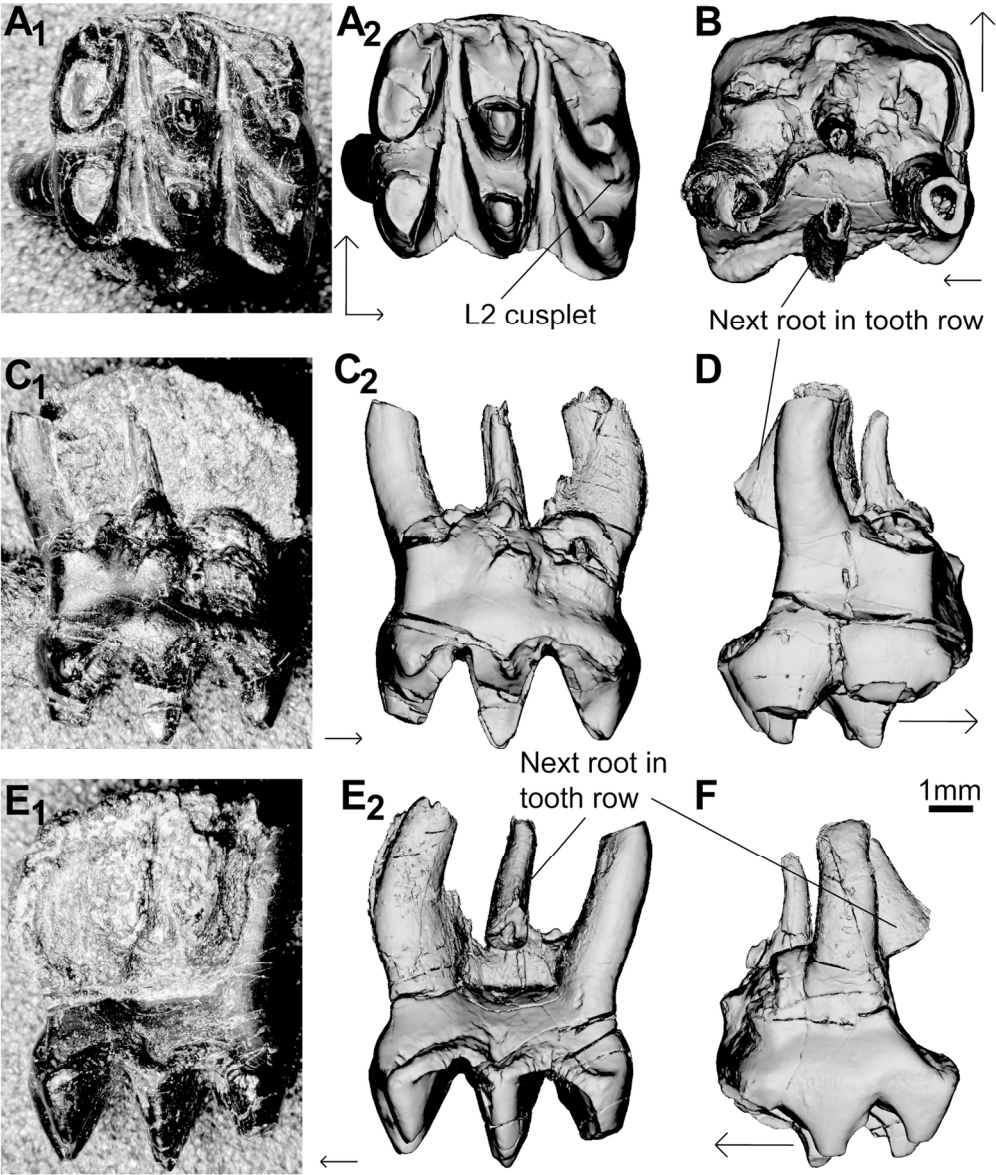 A1
A2
B
L2 cusplet
Next root in tooth row
C1
C2
D
Next root in
tooth row
E1
E2
F
1mm